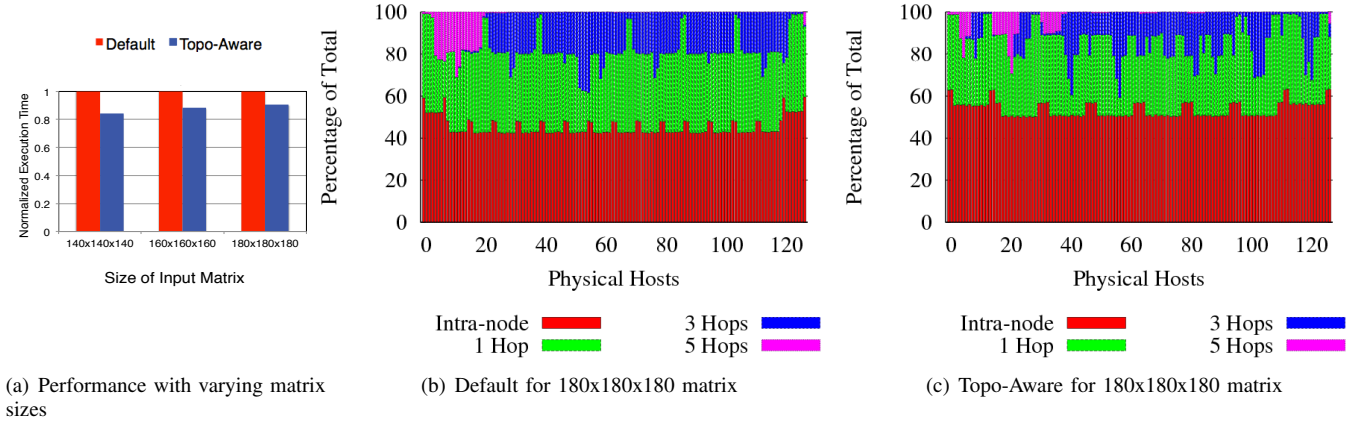 Default Topo-Aware
Normalized Execution Time
1
0.8
0.6
0.4
0.2
0
140x140x140 160x160x160 180x180x180
Size of Input Matrix
(a) Performance with varying matrix
sizes
Percentage of Total
100
80
60
40
20
0
0 20 40 60 80 100 120
Physical Hosts
Intra-node 3 Hops
1 Hop 5 Hops
(b) Default for 180x180x180 matrix
Percentage of Total
100
80
60
40
20
0
0 20 40 60 80 100 120
Physical Hosts
Intra-node 3 Hops
1 Hop 5 Hops
(c) Topo-Aware for 180x180x180 matrix